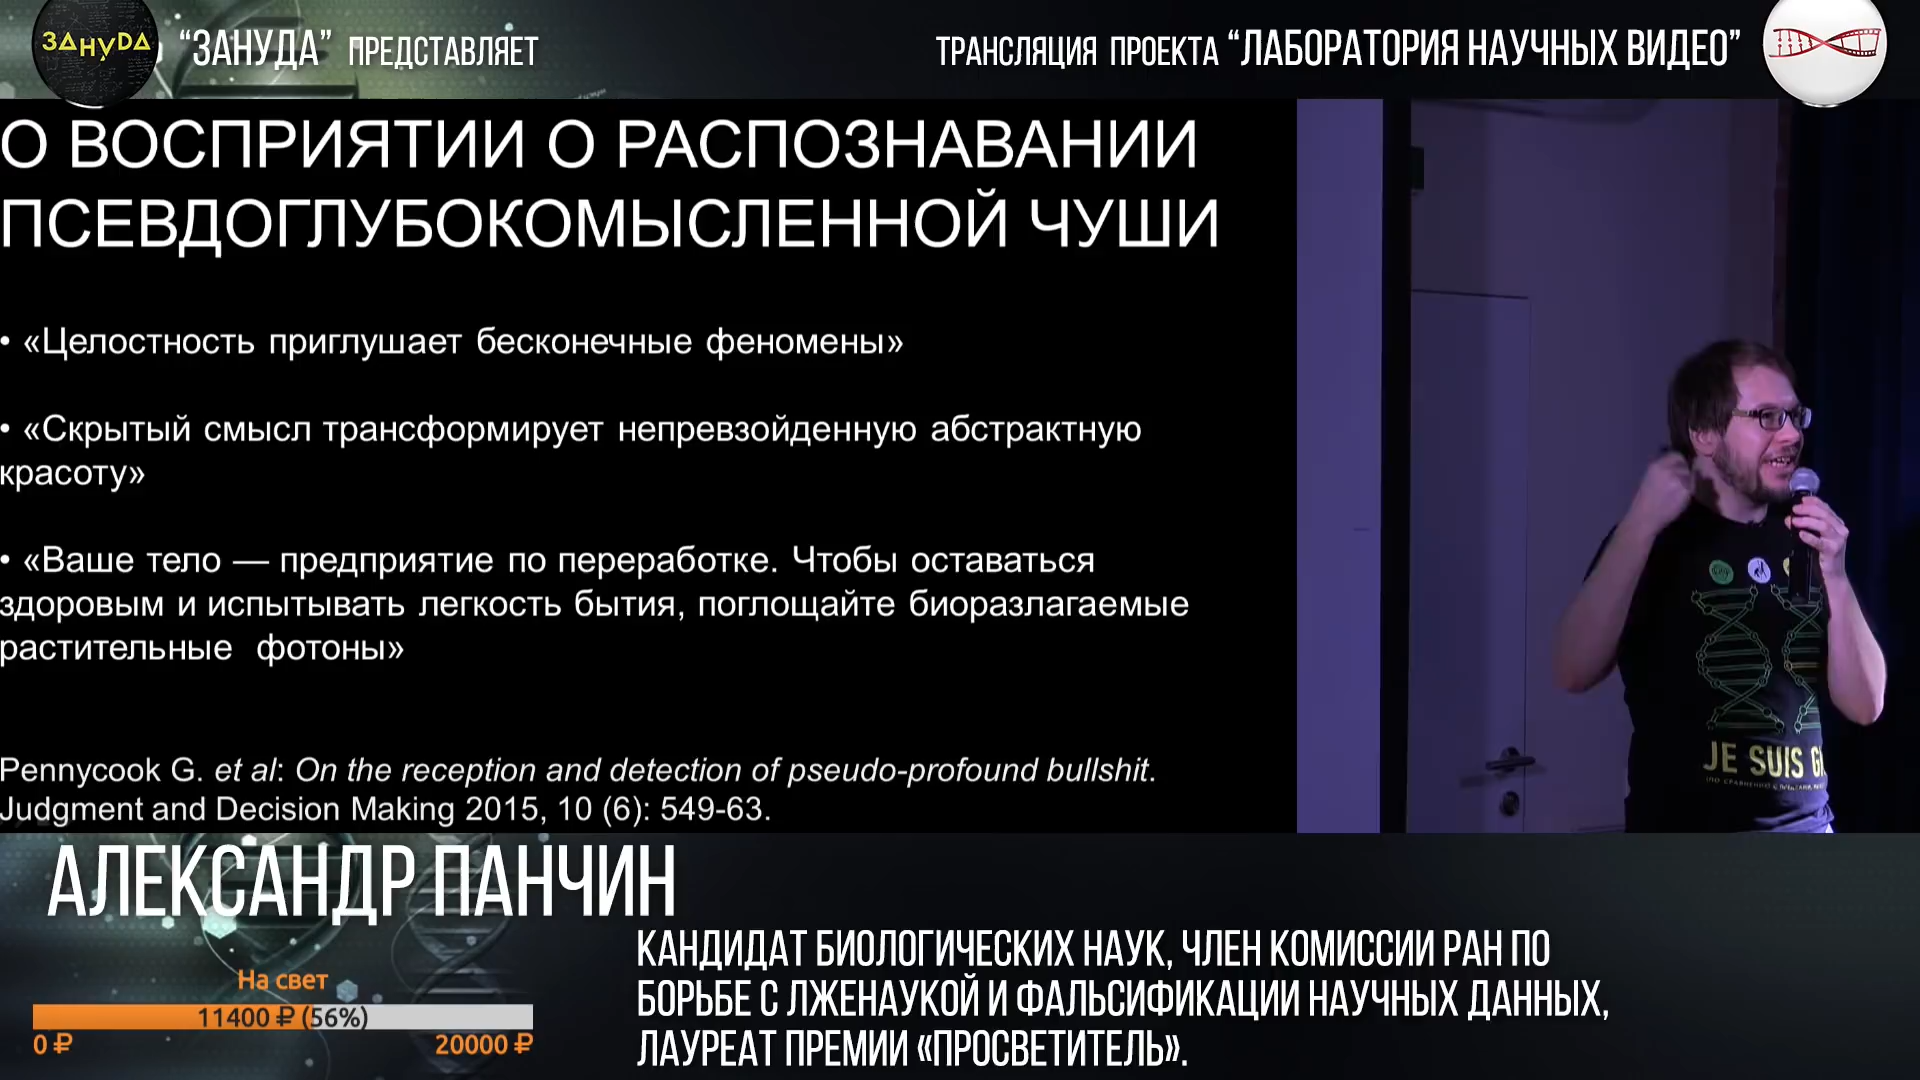 ЗАНУДА
“ЗАНУДА” ПРЕДСТАВЛЯЕТ
ТРАНСЛЯЦИЯ ПРОЕКТА “ЛАБОРАТОРИЯ НАУЧНЫХ ВИДЕО”
О ВОСПРИЯТИИ О РАСПОЗНАВАНИИ
ПСЕВДОГЛУБОКОМЫСЛЕННОЙ ЧУШИ
• «Целостность приглушает бесконечные феномены»
• «Скрытый смысл трансформирует непревзойденную абстрактную
красоту»
• «Ваше тело — предприятие по переработке. Чтобы оставаться
здоровым и испытывать легкость бытия, поглощайте биоразлагаемые
растительные фотоны»
Pennycook G. et al: On the reception and detection of pseudo-profound bullshit.
Judgment and Decision Making 2015, 10 (6): 549-63.
JE SUIS
АЛЕКСАНДР ПАНЧИН
КАНДИДАТ БИОЛОГИЧЕСКИХ НАУК, ЧЛЕН КОМИССИИ РАН ПО
БОРЬБЕ С ЛЖЕНАУКОЙ И ФАЛЬСИФИКАЦИИ НАУЧНЫХ ДАННЫХ,
ЛАУРЕАТ ПРЕМИИ «ПРОСВЕТИТЕЛЬ».
На свет
11400 ₽ (56%)
0 ₽
20000 ₽